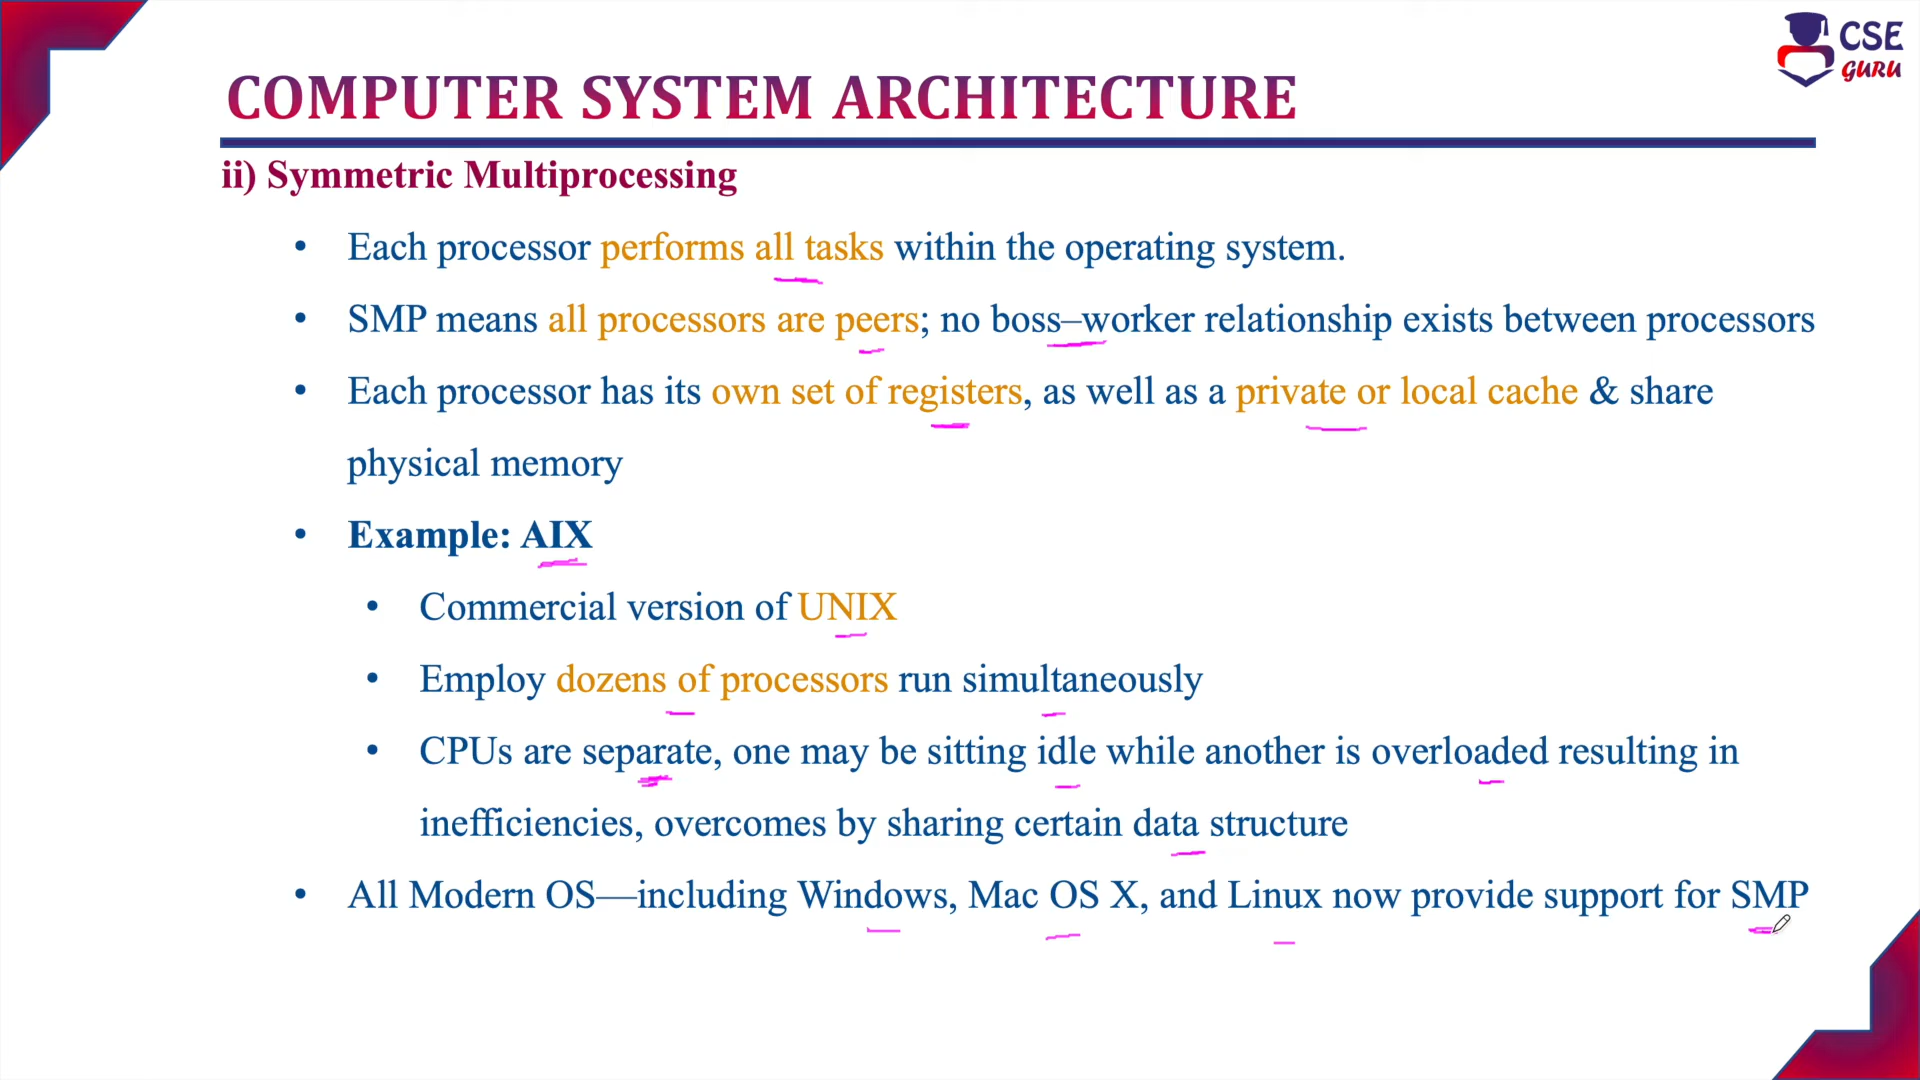 CSE
GURU
COMPUTER SYSTEM ARCHITECTURE
ii) Symmetric Multiprocessing
• Each processor performs all tasks within the operating system.
• SMP means all processors are peers; no boss–worker relationship exists between processors
• Each processor has its own set of registers, as well as a private or local cache & share
physical memory
• Example: AIX
• Commercial version of UNIX
• Employ dozens of processors run simultaneously
• CPUs are separate, one may be sitting idle while another is overloaded resulting in
inefficiencies, overcomes by sharing certain data structure
• All Modern OS—including Windows, Mac OS X, and Linux now provide support for SMP